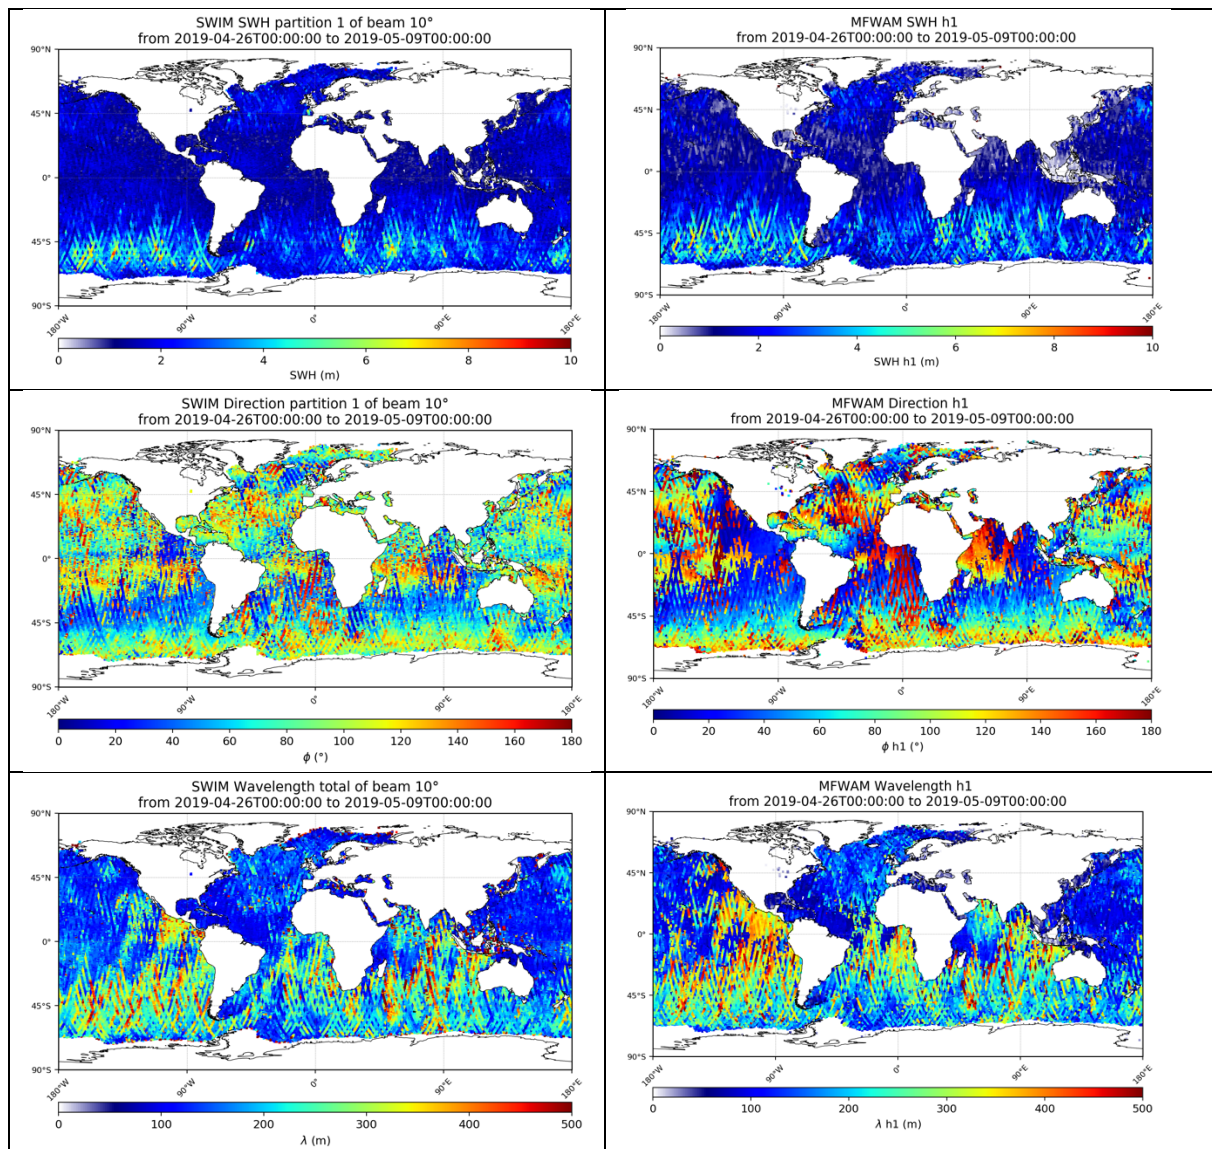 SWIM SWH partition 1 of beam 10°
from 2019-04-26T00:00:00 to 2019-05-09T00:00:00
90°N
45°N
0°
45°S
90°S
180°W
90°W
0°
90°E
180°E
0 2 4 6 8 10
SWH (m)
MFWAM SWH h1
from 2019-04-26T00:00:00 to 2019-05-09T00:00:00
90°N
45°N
0°
45°S
90°S
180°W
90°W
0°
90°E
180°E
0 2 4 6 8 10
SWH h1 (m)
SWIM Direction partition 1 of beam 10°
from 2019-04-26T00:00:00 to 2019-05-09T00:00:00
90°N
45°N
0°
45°S
90°S
180°W
90°W
0°
90°E
180°E
0 20 40 60 80 100 120 140 160 180
ϕ (°)
MFWAM Direction h1
from 2019-04-26T00:00:00 to 2019-05-09T00:00:00
90°N
45°N
0°
45°S
90°S
180°W
90°W
0°
90°E
180°E
0 20 40 60 80 100 120 140 160 180
ϕ h1 (°)
SWIM Wavelength total of beam 10°
from 2019-04-26T00:00:00 to 2019-05-09T00:00:00
90°N
45°N
0°
45°S
90°S
180°W
90°W
0°
90°E
180°E
0 100 200 300 400 500
λ (m)
MFWAM Wavelength h1
from 2019-04-26T00:00:00 to 2019-05-09T00:00:00
90°N
45°N
0°
45°S
90°S
180°W
90°W
0°
90°E
180°E
0 100 200 300 400 500
λ h1 (m)